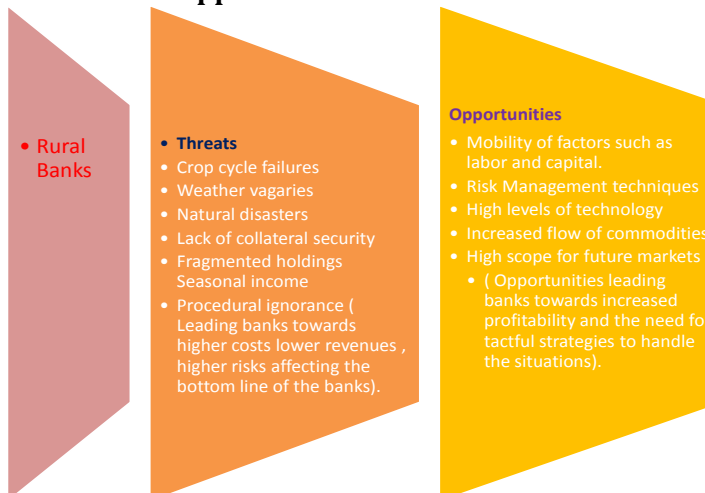 • Rural
Banks
• Threats
• Crop cycle failures
• Weather vagaries
• Natural disasters
• Lack of collateral security
• Fragmented holdings
Seasonal income
• Procedural ignorance (
Leading banks towards
higher costs lower revenues ,
higher risks affecting the
bottom line of the banks).
Opportunities
• Mobility of factors such as
labor and capital.
• Risk Management techniques
• High levels of technology
• Increased flow of commodities
• High scope for future markets
• ( Opportunities leading
banks towards increased
profitability and the need fo
tactful strategies to handle
the situations).